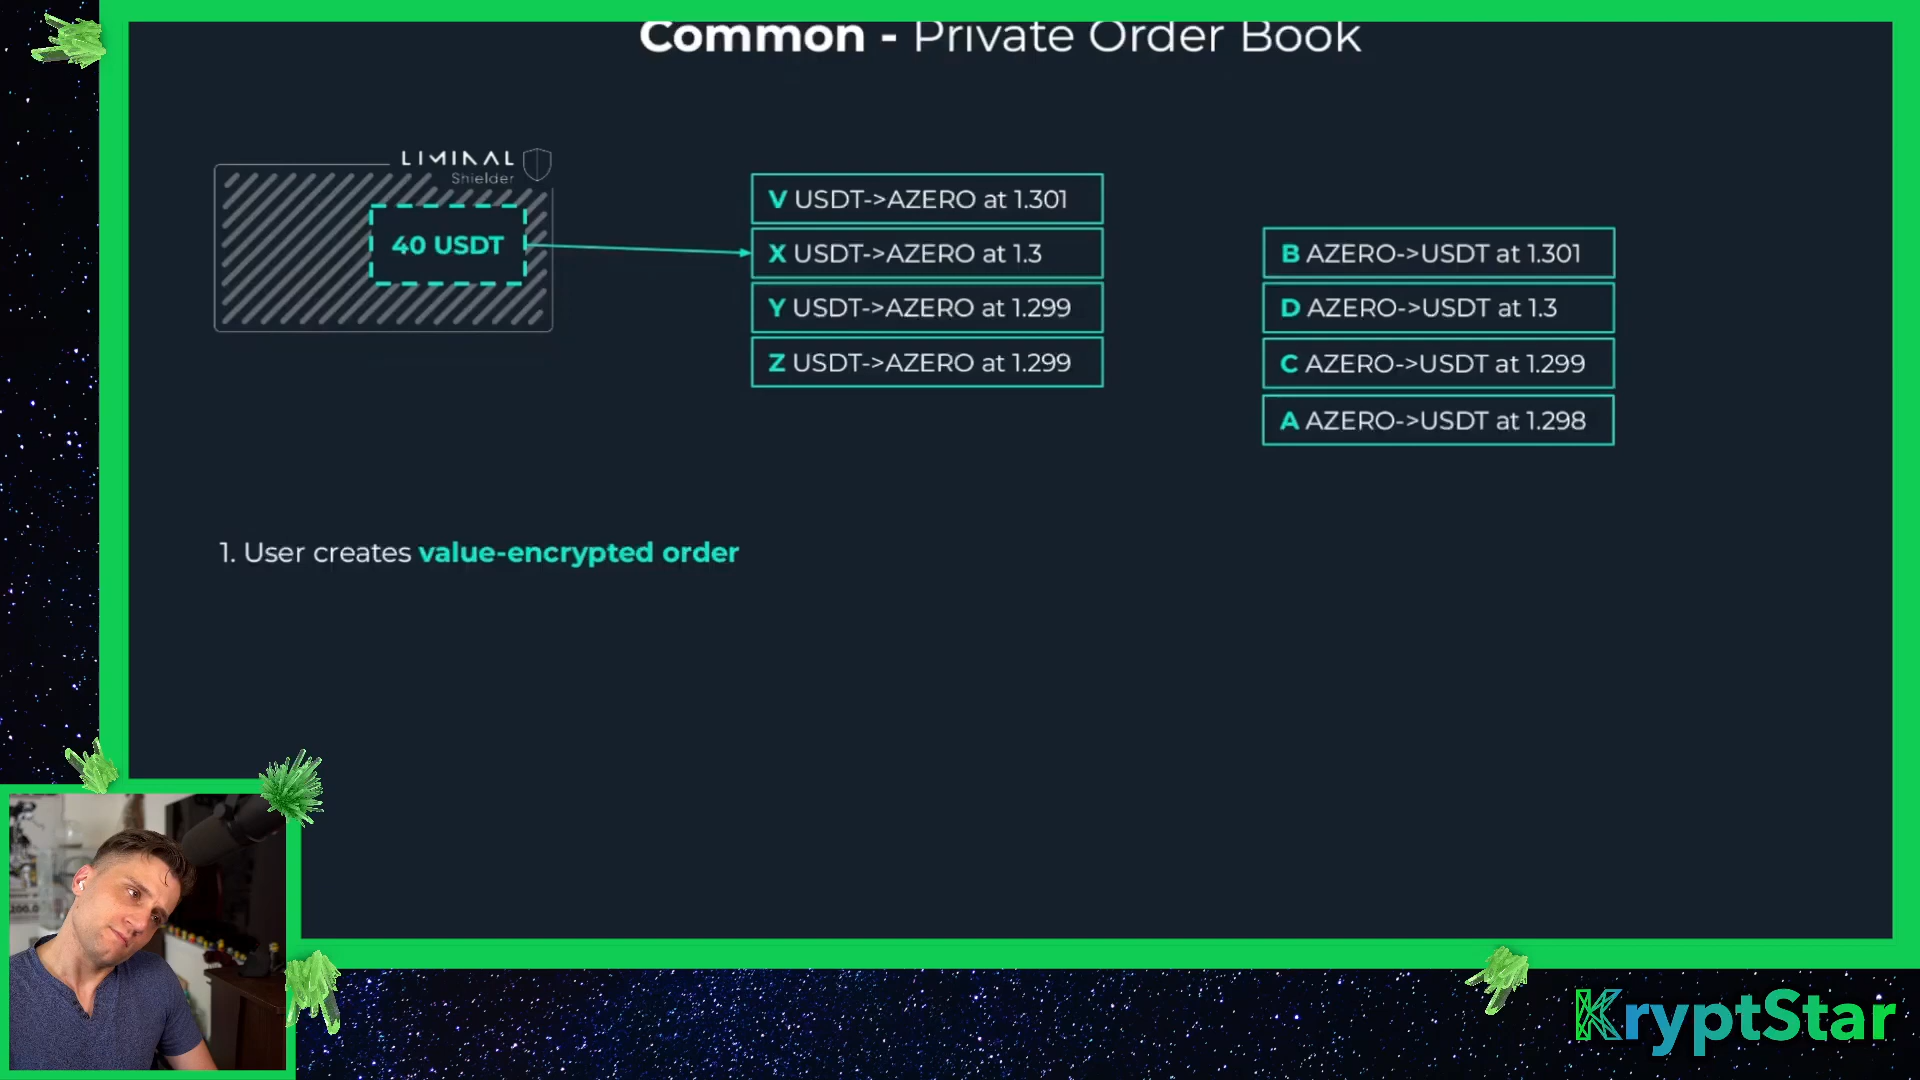 Common - Private Order Book
LIMINAL
Shielder
40 USDT
V USDT->AZERO at 1.301
X USDT->AZERO at 1.3
Y USDT->AZERO at 1.299
Z USDT->AZERO at 1.299
B AZERO->USDT at 1.301
D AZERO->USDT at 1.3
C AZERO->USDT at 1.299
A AZERO->USDT at 1.298
1. User creates value-encrypted order
KryptStar